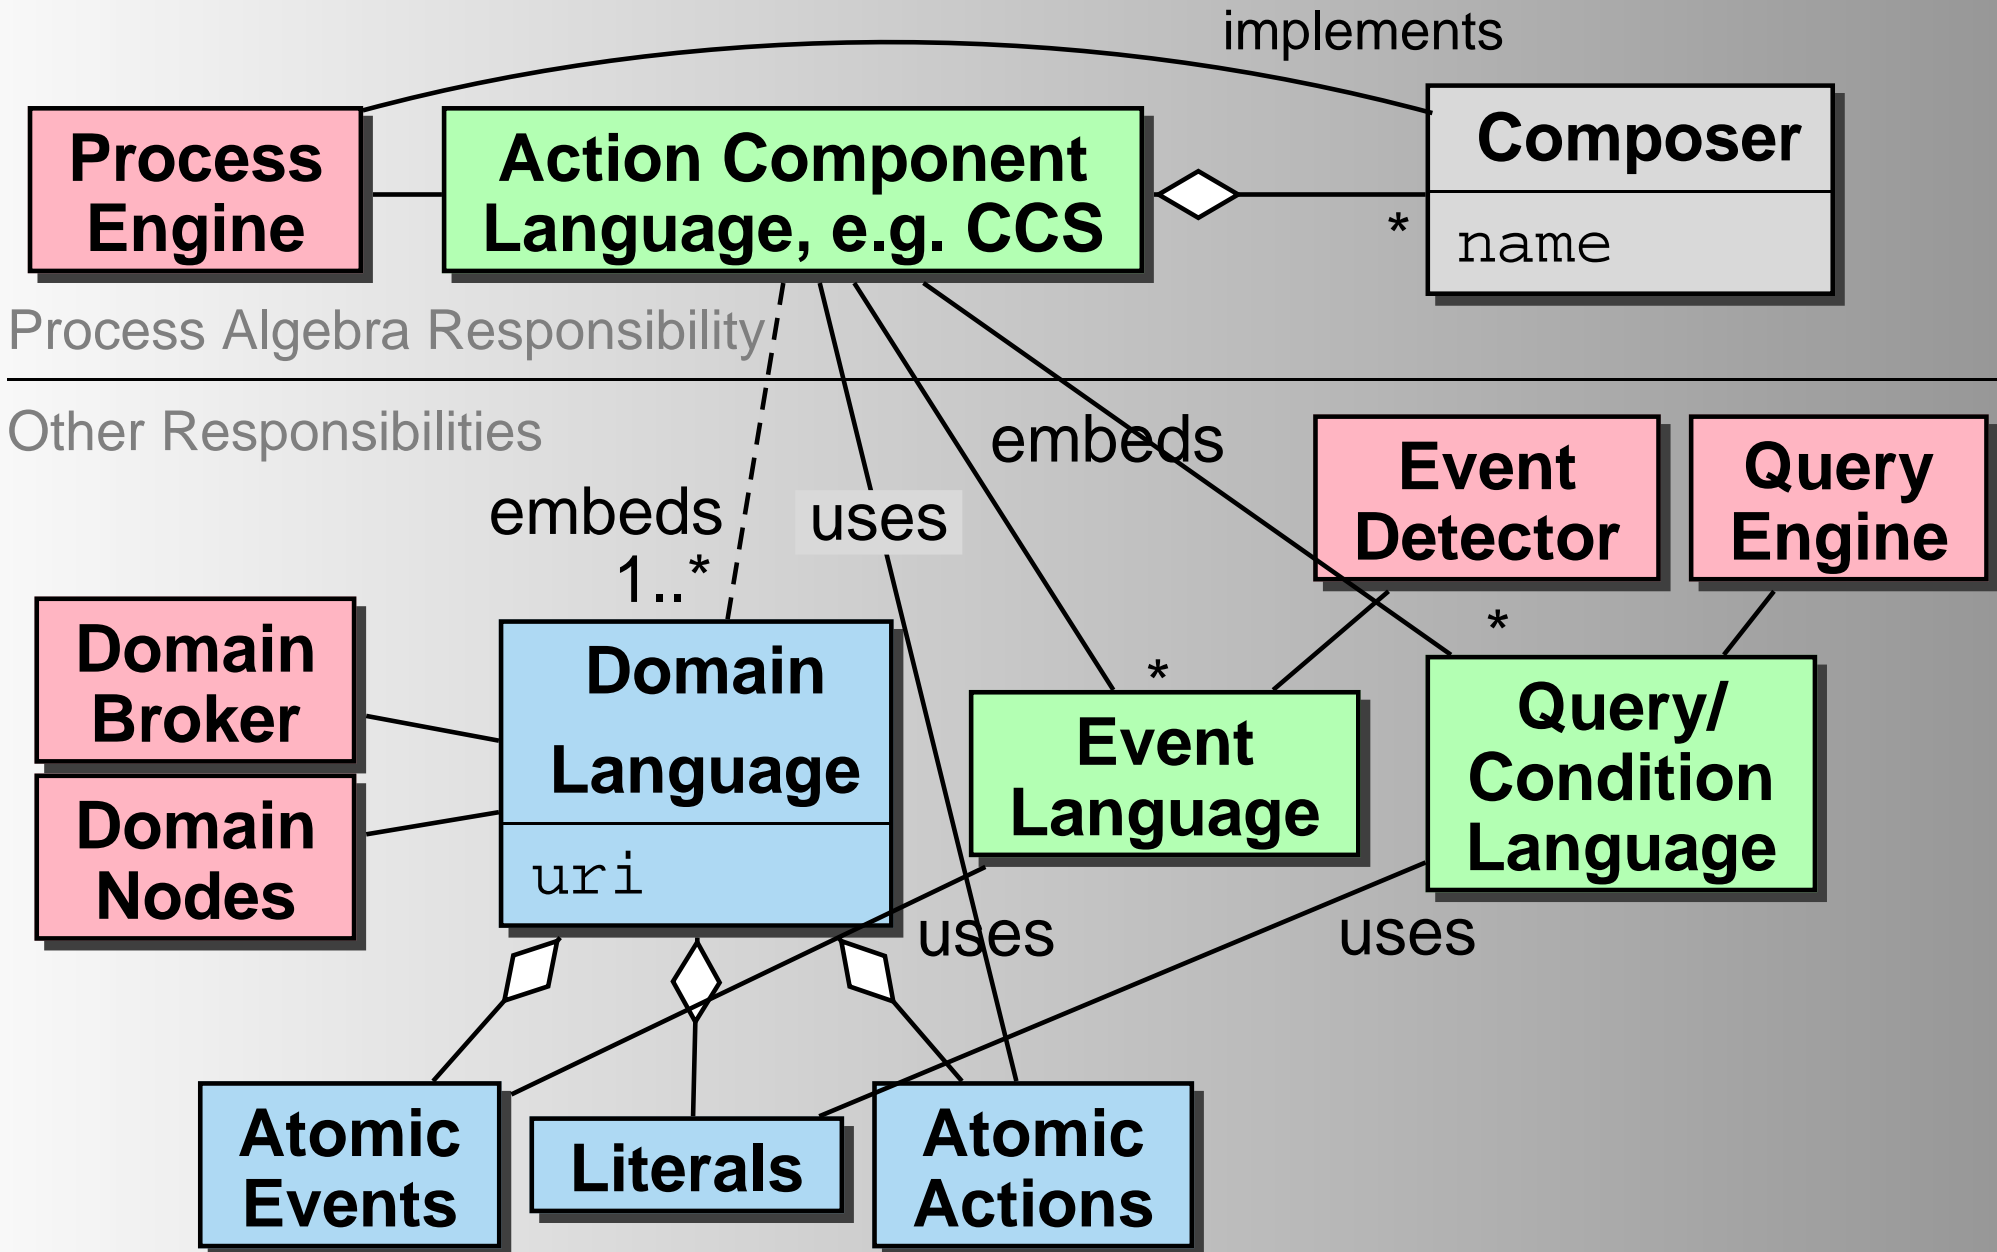 implements
Process
Engine
Action Component
Language, e.g. CCS
Composer
*
name
Process Algebra Responsibility
Other Responsibilities
embeds
1..*
uses
embeds
Event
Detector
Query
Engine
*
*
Domain
Broker
Domain
Nodes
Domain
Language
uri
Event
Language
Query/
Condition
Language
uses
uses
Atomic
Events
Literals
Atomic
Actions